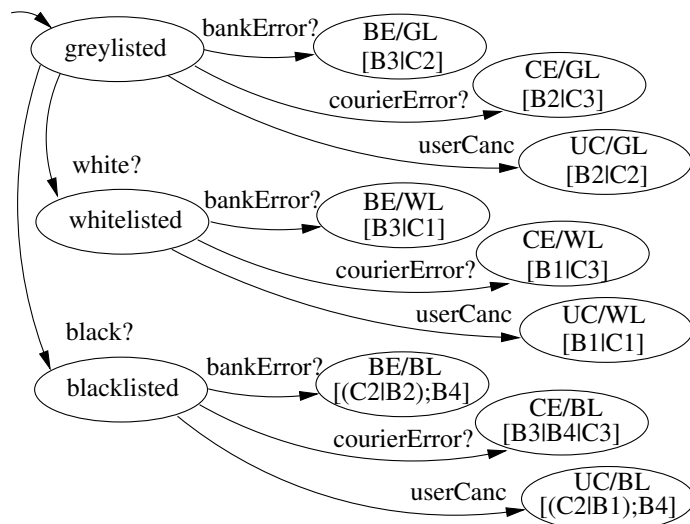 greylisted
bankError?
BE/GL
[B3|C2]
courierError?
CE/GL
[B2|C3]
userCanc
UC/GL
[B2|C2]
white?
whitelisted
bankError?
BE/WL
[B3|C1]
courierError?
CE/WL
[B1|C3]
userCanc
UC/WL
[B1|C1]
black?
blacklisted
bankError?
BE/BL
[(C2|B2);B4]
courierError?
CE/BL
[B3|B4|C3]
userCanc
UC/BL
[(C2|B1);B4]